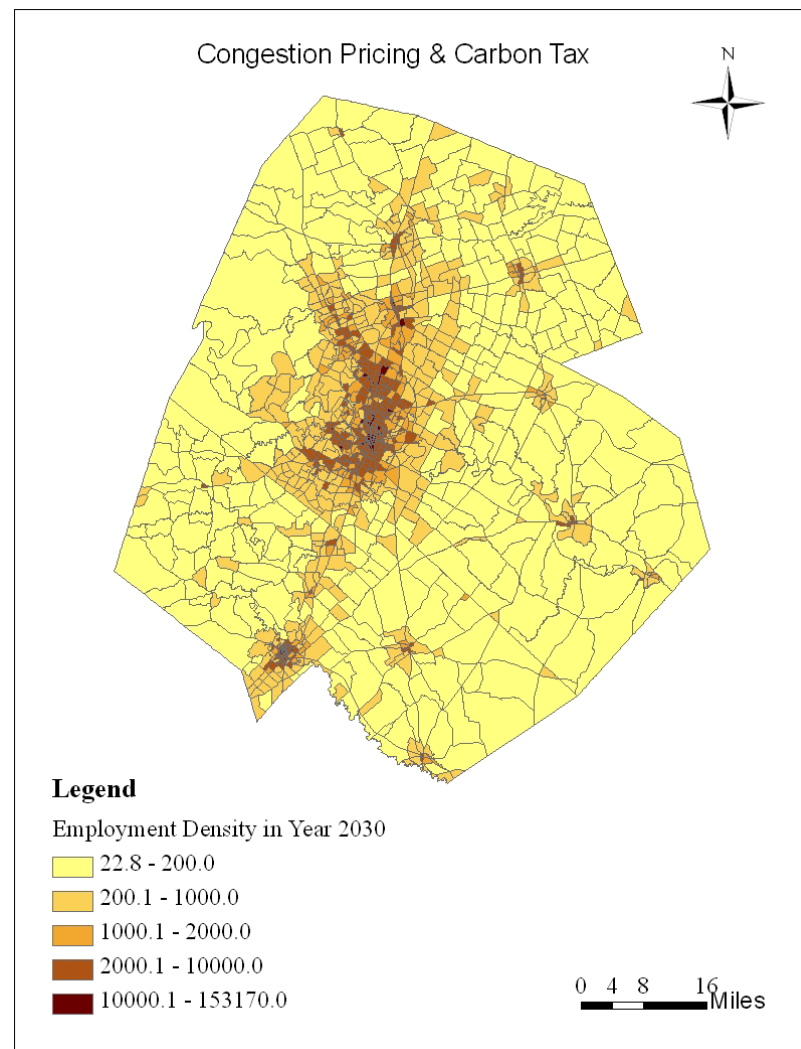 Congestion Pricing & Carbon Tax
N
Legend
Employment Density in Year 2030
22.8 - 200.0
200.1 - 1000.0
1000.1 - 2000.0
2000.1 - 10000.0
10000.1 - 153170.0
0 4 8 16
Miles